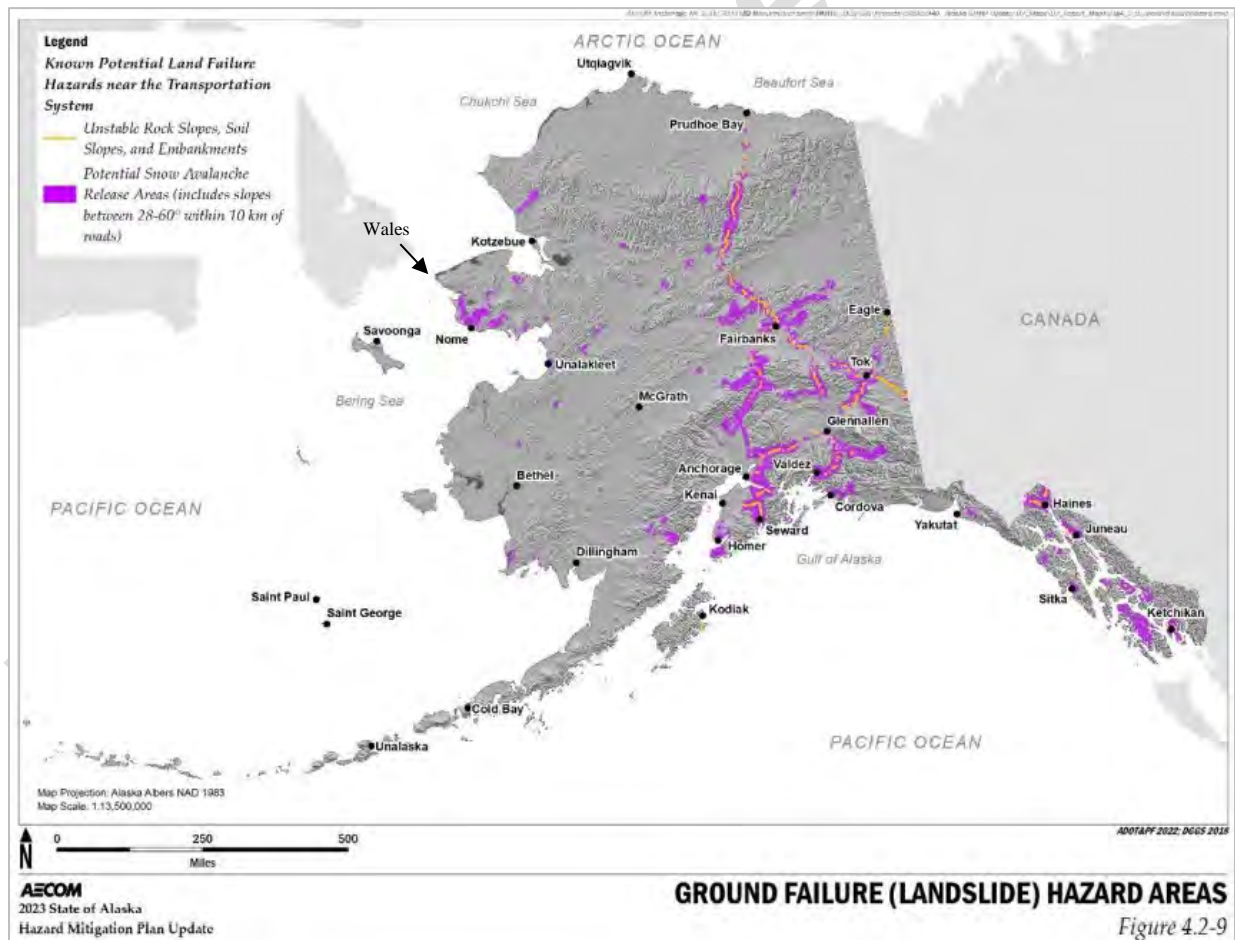 Legend
Known Potential Land Failure
Hazards near the Transportation
System
Unstable Rock Slopes, Soil
Slopes, and Embankments
Potential Snow Avalanche
Release Areas (includes slopes
between 28-60° within 10 km of
roads)
ARCTIC OCEAN
Utqiagvik
Beaufort Sea
Chukchi Sea
Prudhoe Bay
Wales
Kotzebue
Eagle
CANADA
Savoonga
Nome
Fairbanks
Unalakleet
Tok
Bering Sea
McGrath
Glennallen
Anchorage
Valdez
Bethel
Kenai
Haines
PACIFIC OCEAN
Cordova
Yakutat
Seward
Juneau
Homer
Gulf of Alaska
Dillingham
Saint Paul
Sitka
Saint George
Kodiak
Ketchikan
Cold Bay
Unalaska
PACIFIC OCEAN
Map Projection: Alaska Albers NAD 1983
Map Scale: 1:13,500,000
ADOT&PF 2022; DGGS 2018
N
0 250 500
Miles
AECOM
2023 State of Alaska
Hazard Mitigation Plan Update
GROUND FAILURE (LANDSLIDE) HAZARD AREAS
Figure 4.2-9